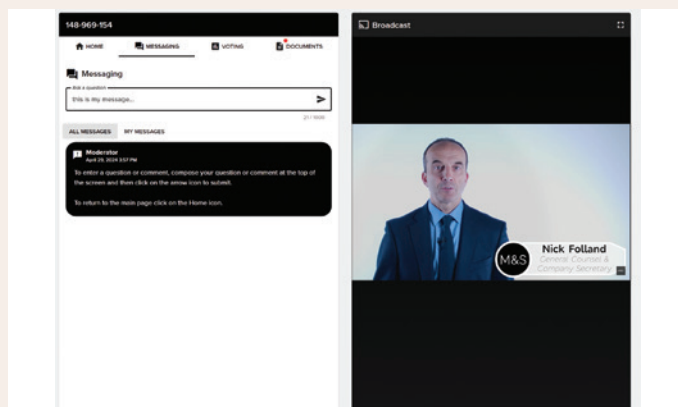 148-969-154
HOME
MESSAGING
VOTING
DOCUMENTS
Messaging
Ask a question
this is my message...
ALL MESSAGES
MY MESSAGES
Moderator
April 29, 2024 3:57 PM
To enter a question or comment, compose your question or comment at the top of
the screen and then click on the arrow icon to submit.
To return to the main page click on the Home icon.
Broadcast
M&S
Nick Folland
General Counsel &
Company Secretary